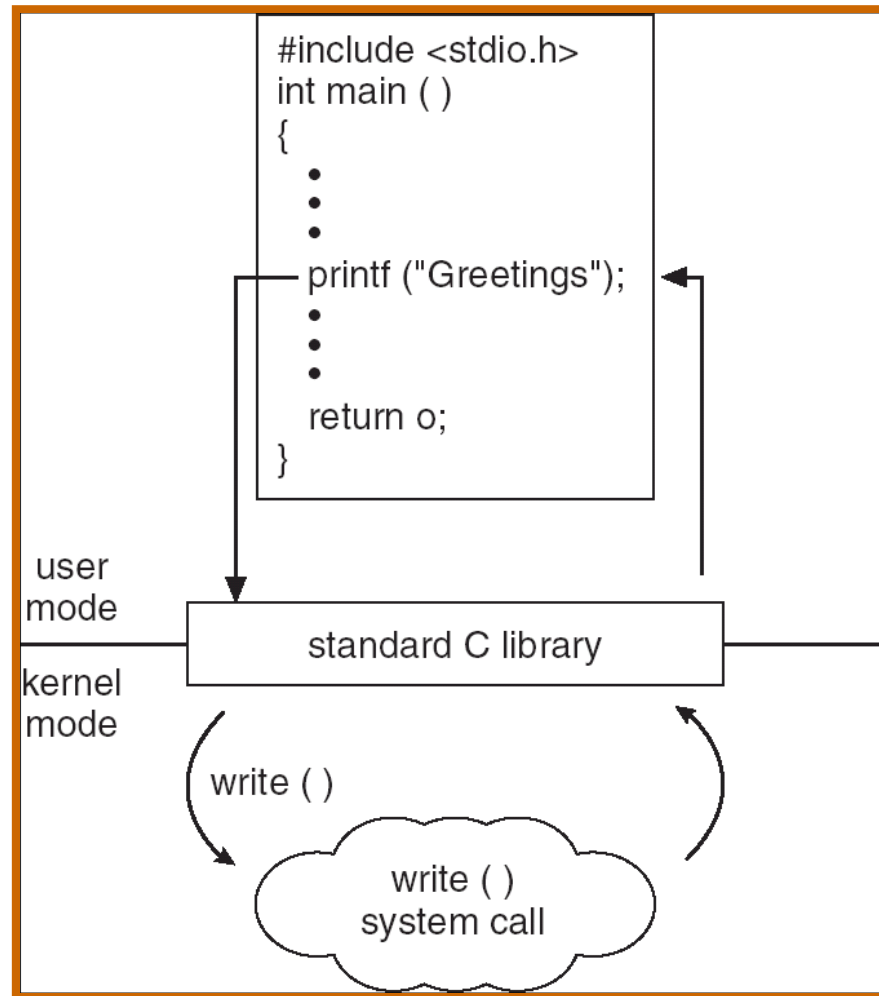 #include <stdio.h>
int main ( )
{
•
•
•
printf ("Greetings");
•
•
•
return o;
}
user
mode
standard C library
kernel
mode
write ( )
write ( )
system call